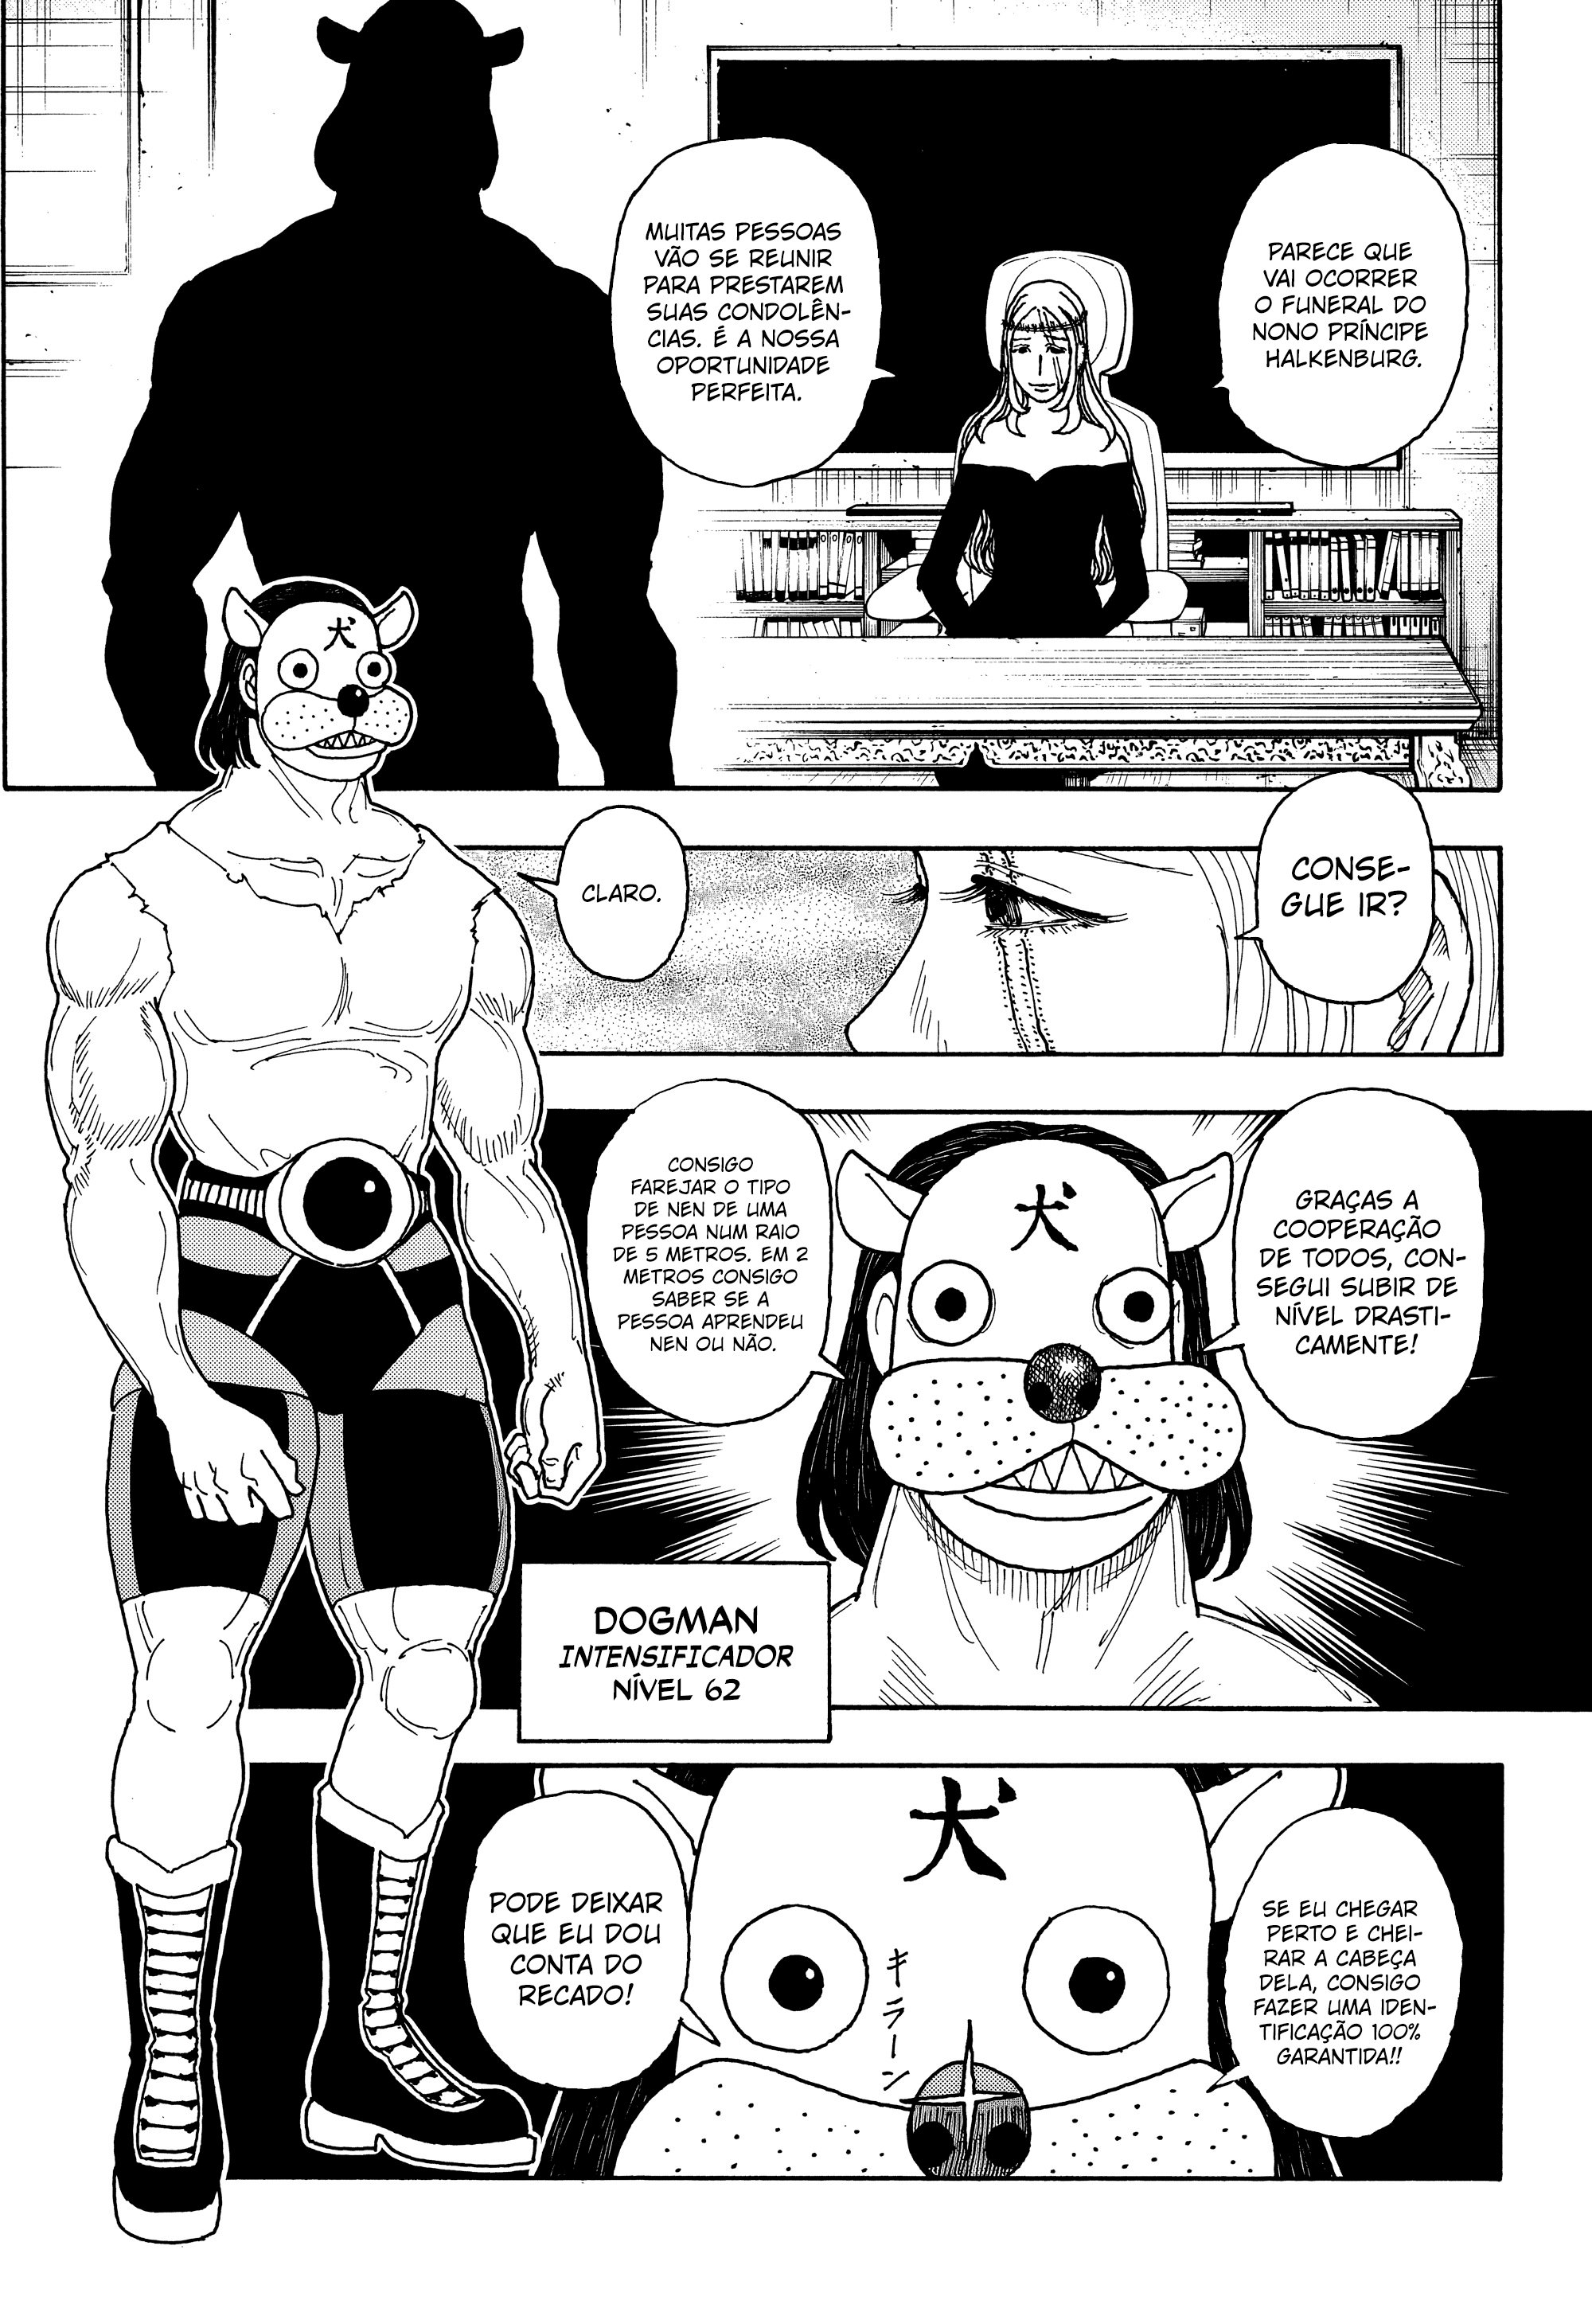 PARECE QUE
VAI OCORRER
O FUNERAL DO
NONO PRÍNCIPE
HALKENBURG.
MUITAS PESSOAS
VÃO SE REUNIR
PARA PRESTAREM
SUAS CONDOLÊN-
CIAS. É A NOSSA
OPORTUNIDADE
PERFEITA.
犬
CONSE-
GUE IR?
CLARO.
GRAÇAS A
COOPERAÇÃO
DE TODOS, CON-
SEGUI SUBIR DE
NÍVEL DRASTI-
CAMENTE!
犬
CONSIGO
FAREJAR O TIPO
DE NEN DE UMA
PESSOA NUM RAIO
DE 5 METROS. EM 2
METROS CONSIGO
SABER SE A
PESSOA APRENDEU
NEN OU NÃO.
DOGMAN
INTENSIFICADOR
NÍVEL 62
犬
SE EU CHEGAR
PERTO E CHEI-
RAR A CABEÇA
DELA, CONSIGO
FAZER UMA IDEN-
TIFICAÇÃO 100%
GARANTIDA!!
キラーン
PODE DEIXAR
QUE EU DOU
CONTA DO
RECADO!